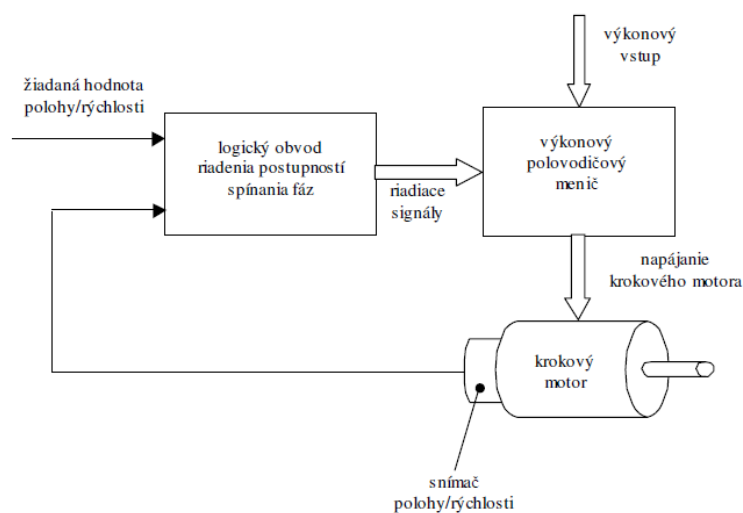 výkonový
vstup
žiadaná hodnota
polohy/rýchlosti
logický obvod
riadenia postupností
spínania fáz
riadiace
signály
výkonový
polovodičový
menič
napájanie
krokového motora
krokový
motor
snímač
polohy/rýchlosti